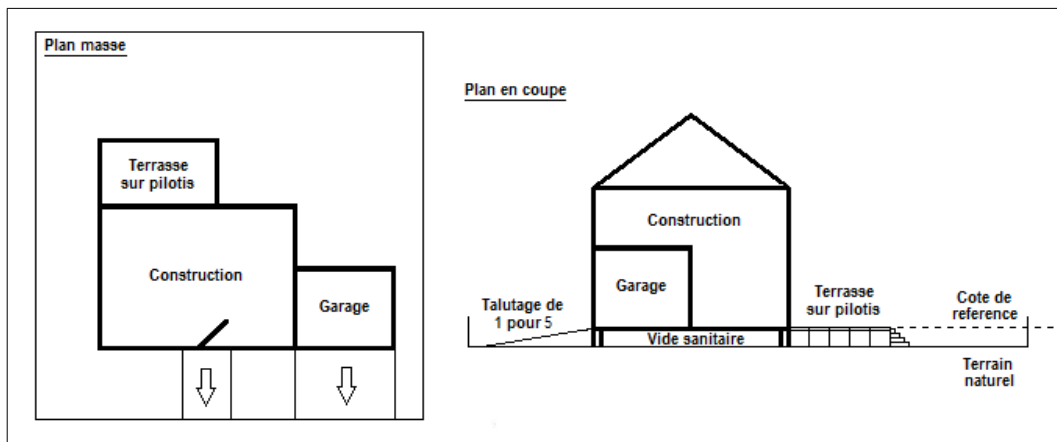 Plan masse
Terrasse
sur pilotis
Construction
Garage
Plan en coupe
Construction
Garage
Talutage de
1 pour 5
Vide sanitaire
Terrasse
sur pilotis
Cote de
reference
Terrain
naturel